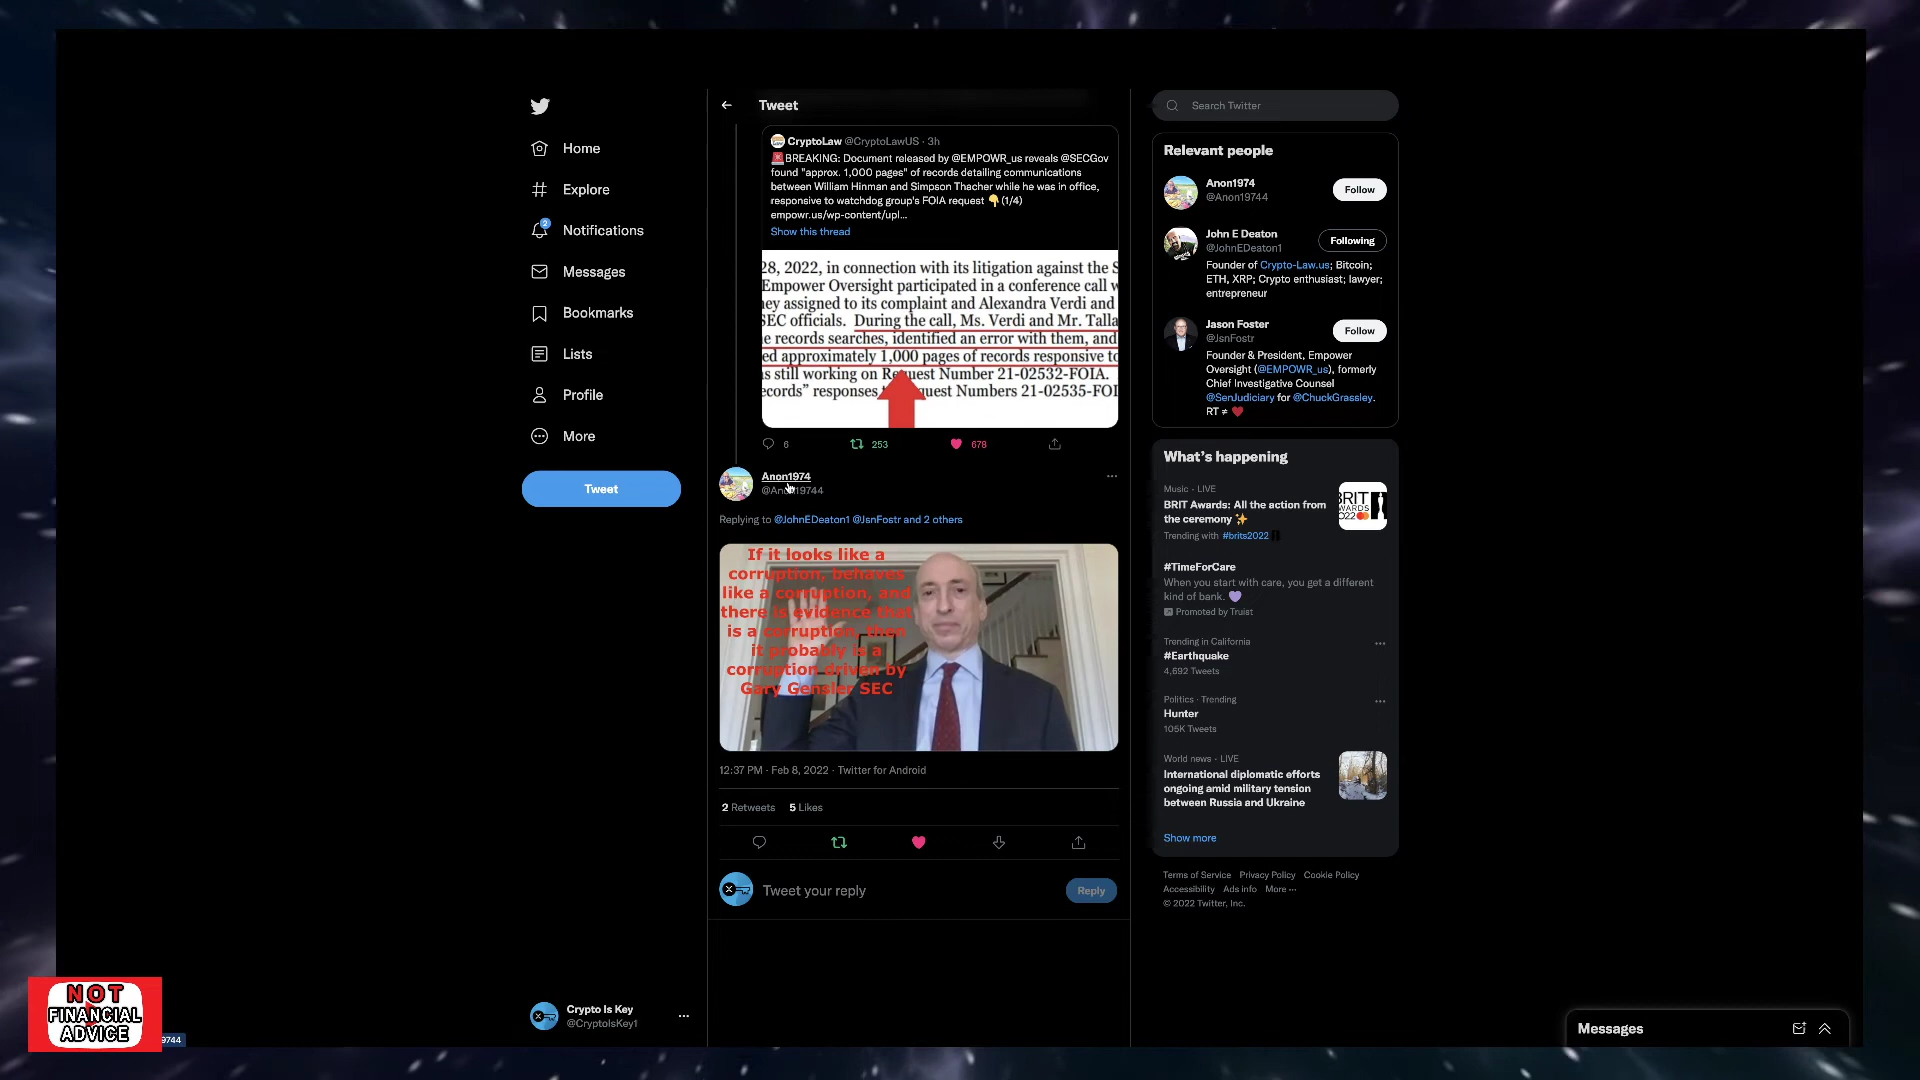 Home
Explore
2
Notifications
Messages
Bookmarks
Lists
Profile
More
Tweet
Crypto Is Key
@CryptoIsKey1
NOT
FINANCIAL
ADVICE
9744
Tweet
CryptoLaw @CryptoLawUS · 3h
🚨BREAKING: Document released by @EMPOWR_us reveals @SECGov
found "approx. 1,000 pages" of records detailing communications
between William Hinman and Simpson Thacher while he was in office,
responsive to watchdog group's FOIA request 👇(1/4)
empowr.us/wp-content/upl...
Show this thread
28, 2022, in connection with its litigation against the S
Empower Oversight participated in a conference call w
ey assigned to its complaint and Alexandra Verdi and
SEC officials. During the call, Ms. Verdi and Mr. Talla
e records searches, identified an error with them, and
ed approximately 1,000 pages of records responsive to
s still working on Request Number 21-02532-FOIA.
ecords" responses Request Numbers 21-02535-FOI
6
253
678
Anon1974
@Anon19744
Replying to @JohnEDeaton1 @JsnFostr and 2 others
If it looks like a
corruption, behaves
like a corruption, and
there is evidence that
is a corruption, then
it probably is a
corruption driven by
Gary Gensler SEC
12:37 PM · Feb 8, 2022 · Twitter for Android
2 Retweets 5 Likes
Tweet your reply
Reply
Search Twitter
Relevant people
Anon1974
@Anon19744
Follow
John E Deaton
@JohnEDeaton1
Following
Founder of Crypto-Law.us; Bitcoin;
ETH, XRP; Crypto enthusiast; lawyer;
entrepreneur
Jason Foster
@JsnFostr
Follow
Founder & President, Empower
Oversight (@EMPOWR_us), formerly
Chief Investigative Counsel
@SenJudiciary for @ChuckGrassley.
RT ≠ ♥
What's happening
Music · LIVE
BRIT Awards: All the action from
the ceremony ✨
Trending with #brits2022
BRIT
AWARDS
2022
#TimeForCare
When you start with care, you get a different
kind of bank. 💜
Promoted by Truist
Trending in California
#Earthquake
4,692 Tweets
Politics · Trending
Hunter
105K Tweets
World news · LIVE
International diplomatic efforts
ongoing amid military tension
between Russia and Ukraine
Show more
Terms of Service Privacy Policy Cookie Policy
Accessibility Ads info More ···
© 2022 Twitter, Inc.
Messages